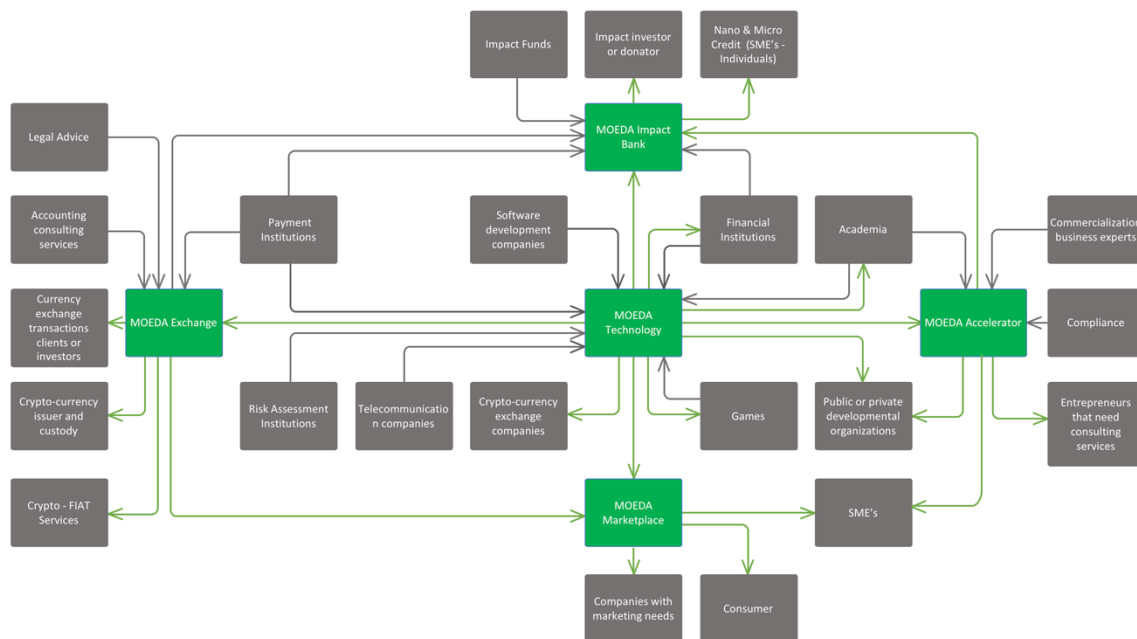 Impact Funds
Impact investor
or donator
Nano & Micro
Credit (SME's -
Individuals)
Legal Advice
MOEDA Impact
Bank
Accounting
consulting
services
Payment
Institutions
Software
development
companies
Financial
Institutions
Academia
Commercialization
business experts
Currency
exchange
transactions
clients or
investors
MOEDA Exchange
MOEDA
Technology
MOEDA Accelerator
Compliance
Crypto-currency
issuer and
custody
Risk Assessment
Institutions
Telecommunicatio
n companies
Crypto-currency
exchange
companies
Games
Public or private
developmental
organizations
Entrepreneurs
that need
consulting
services
Crypto - FIAT
Services
MOEDA
Marketplace
SME's
Companies with
marketing needs
Consumer